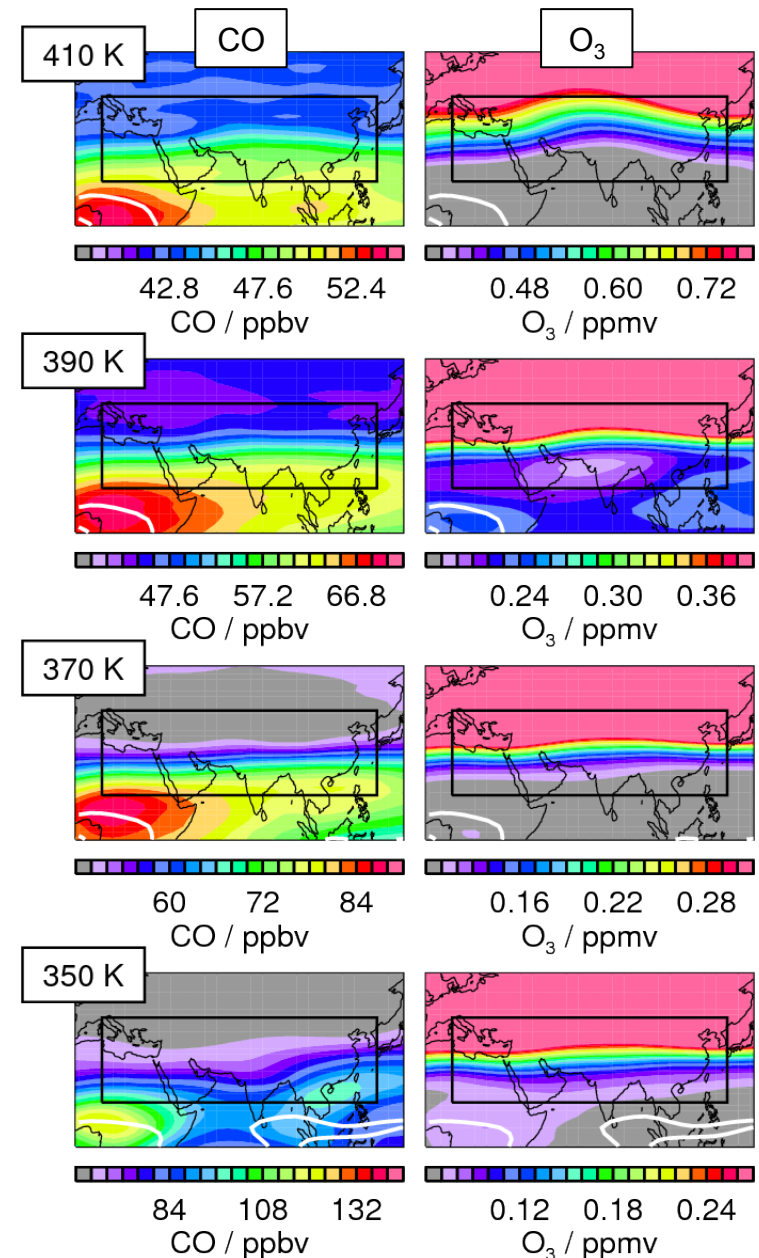 CO
O₃
410 K
42.8 47.6 52.4
CO / ppbv
0.48 0.60 0.72
O₃ / ppmv
390 K
47.6 57.2 66.8
CO / ppbv
0.24 0.30 0.36
O₃ / ppmv
370 K
60 72 84
CO / ppbv
0.16 0.22 0.28
O₃ / ppmv
350 K
84 108 132
CO / ppbv
0.12 0.18 0.24
O₃ / ppmv